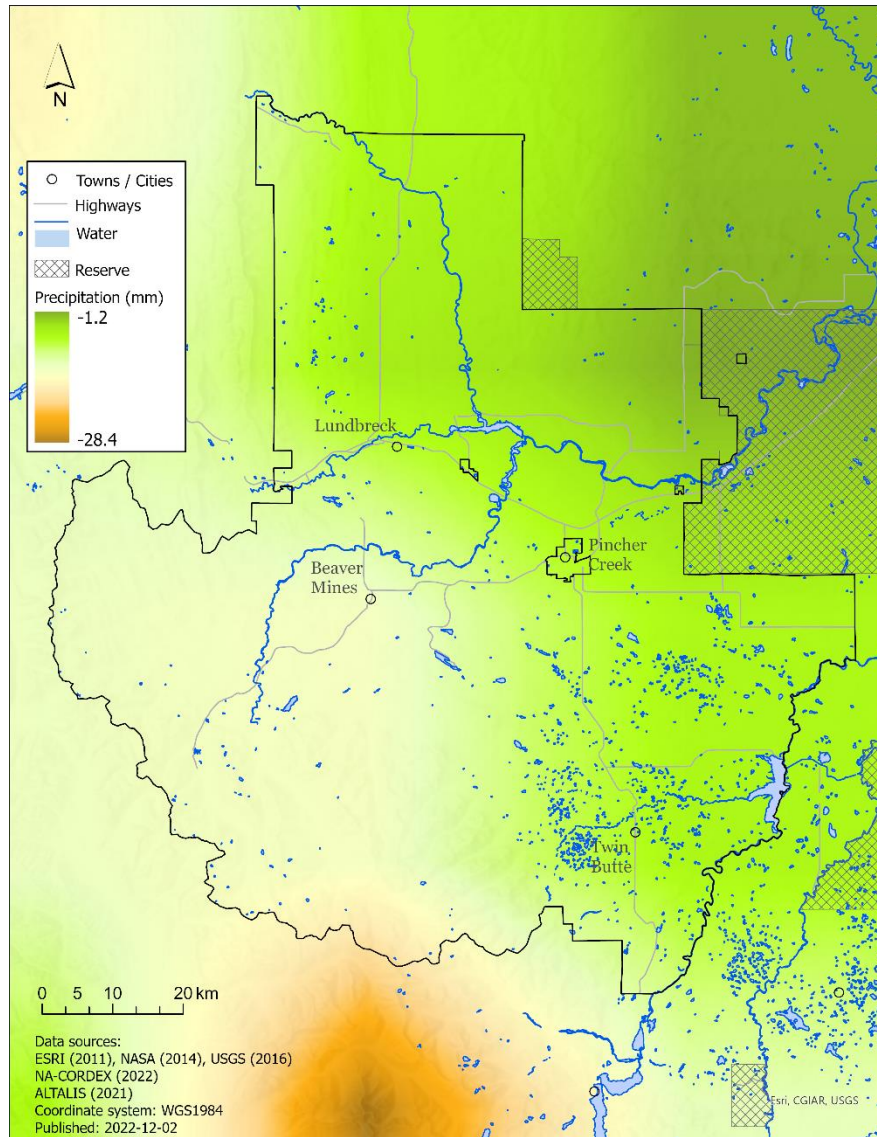 N
Towns / Cities
Highways
Water
Reserve
Precipitation (mm)
-1.2
-28.4
Lundbreck
Pincher
Creek
Beaver
Mines
Twin
Butte
0 5 10 20 km
Data sources:
ESRI (2011), NASA (2014), USGS (2016)
NA-CORDEX (2022)
ALTALIS (2021)
Coordinate system: WGS1984
Published: 2022-12-02
Esri, CGIAR, USGS